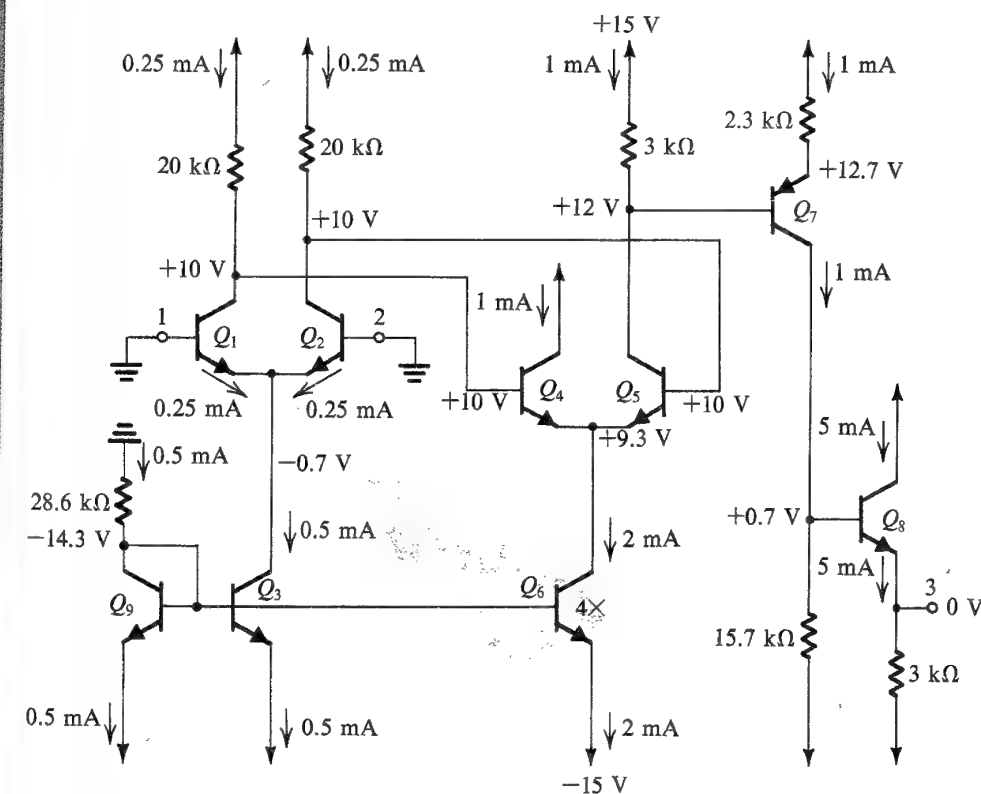 +15 V
0.25 mA
0.25 mA
1 mA
1 mA
2.3 kΩ
20 kΩ
20 kΩ
3 kΩ
+12.7 V
+10 V
+12 V
Q7
+10 V
1 mA
1 mA
1
2
Q1
Q2
Q4
Q5
+10 V
+10 V
0.25 mA
0.25 mA
+9.3 V
5 mA
0.5 mA
-0.7 V
28.6 kΩ
+0.7 V
Q8
-14.3 V
0.5 mA
2 mA
5 mA
Q9
Q3
Q6
4×
3
0 V
15.7 kΩ
3 kΩ
0.5 mA
0.5 mA
2 mA
-15 V